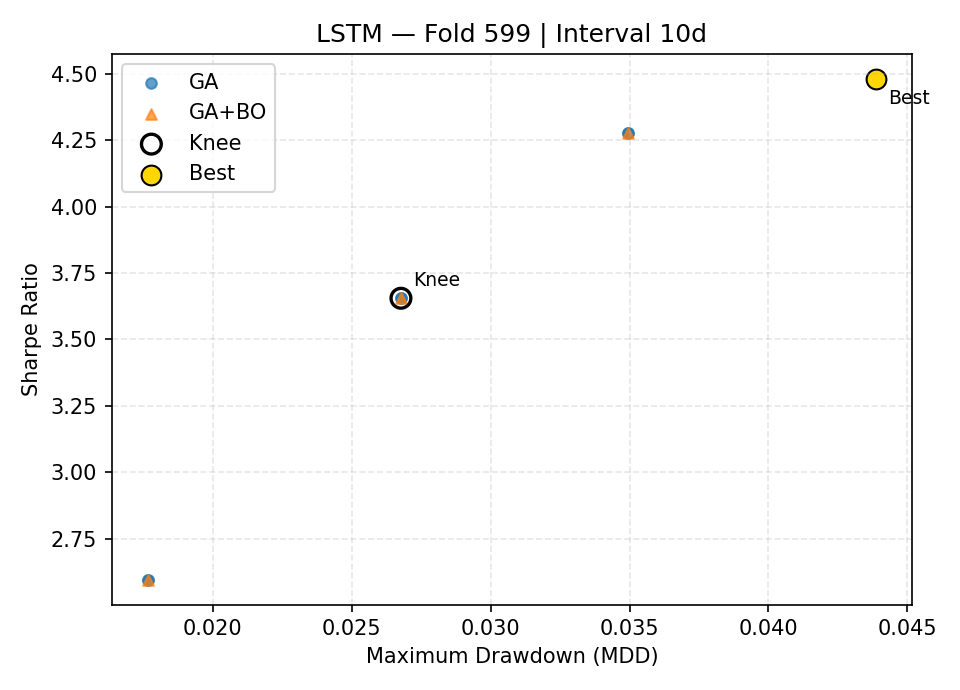 LSTM — Fold 599 | Interval 10d
GA
GA+BO
Knee
Best
Best
Knee
4.50
4.25
4.00
3.75
3.50
3.25
3.00
2.75
Sharpe Ratio
0.020
0.025
0.030
0.035
0.040
0.045
Maximum Drawdown (MDD)